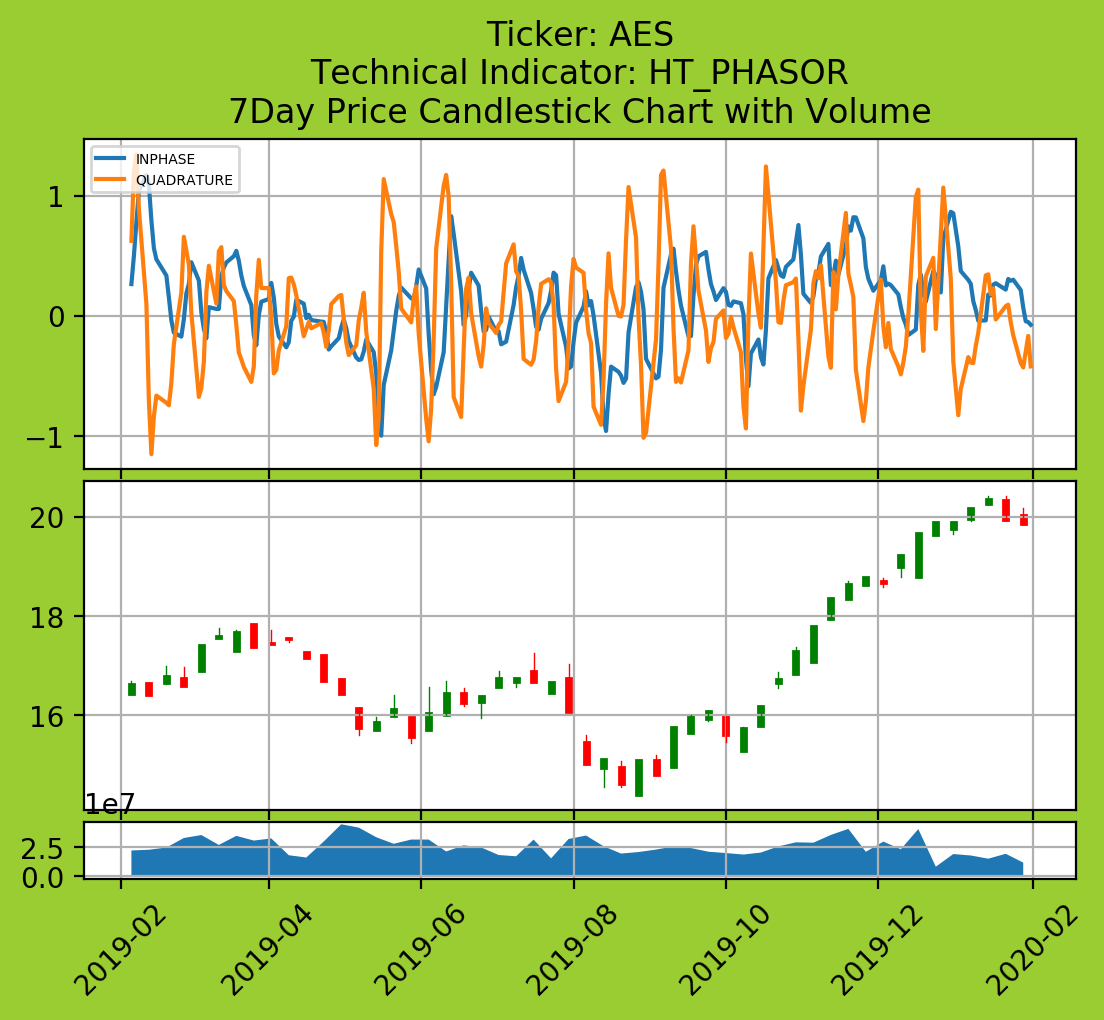 Ticker: AES
Technical Indicator: HT_PHASOR
7Day Price Candlestick Chart with Volume
INPHASE
QUADRATURE
1
0
−1
20
18
16
1e7
2.5
0.0
2019-02
2019-04
2019-06
2019-08
2019-10
2019-12
2020-02